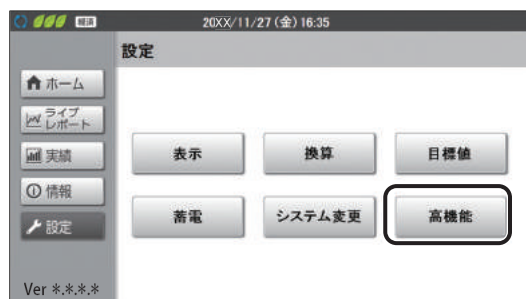 経済 20XX/11/27 (金) 16:35
設定
ホーム
ライブ
レポート
実績
情報
設定
表示 換算 目標値
蓄電 システム変更 高機能
Ver *.*.*.*